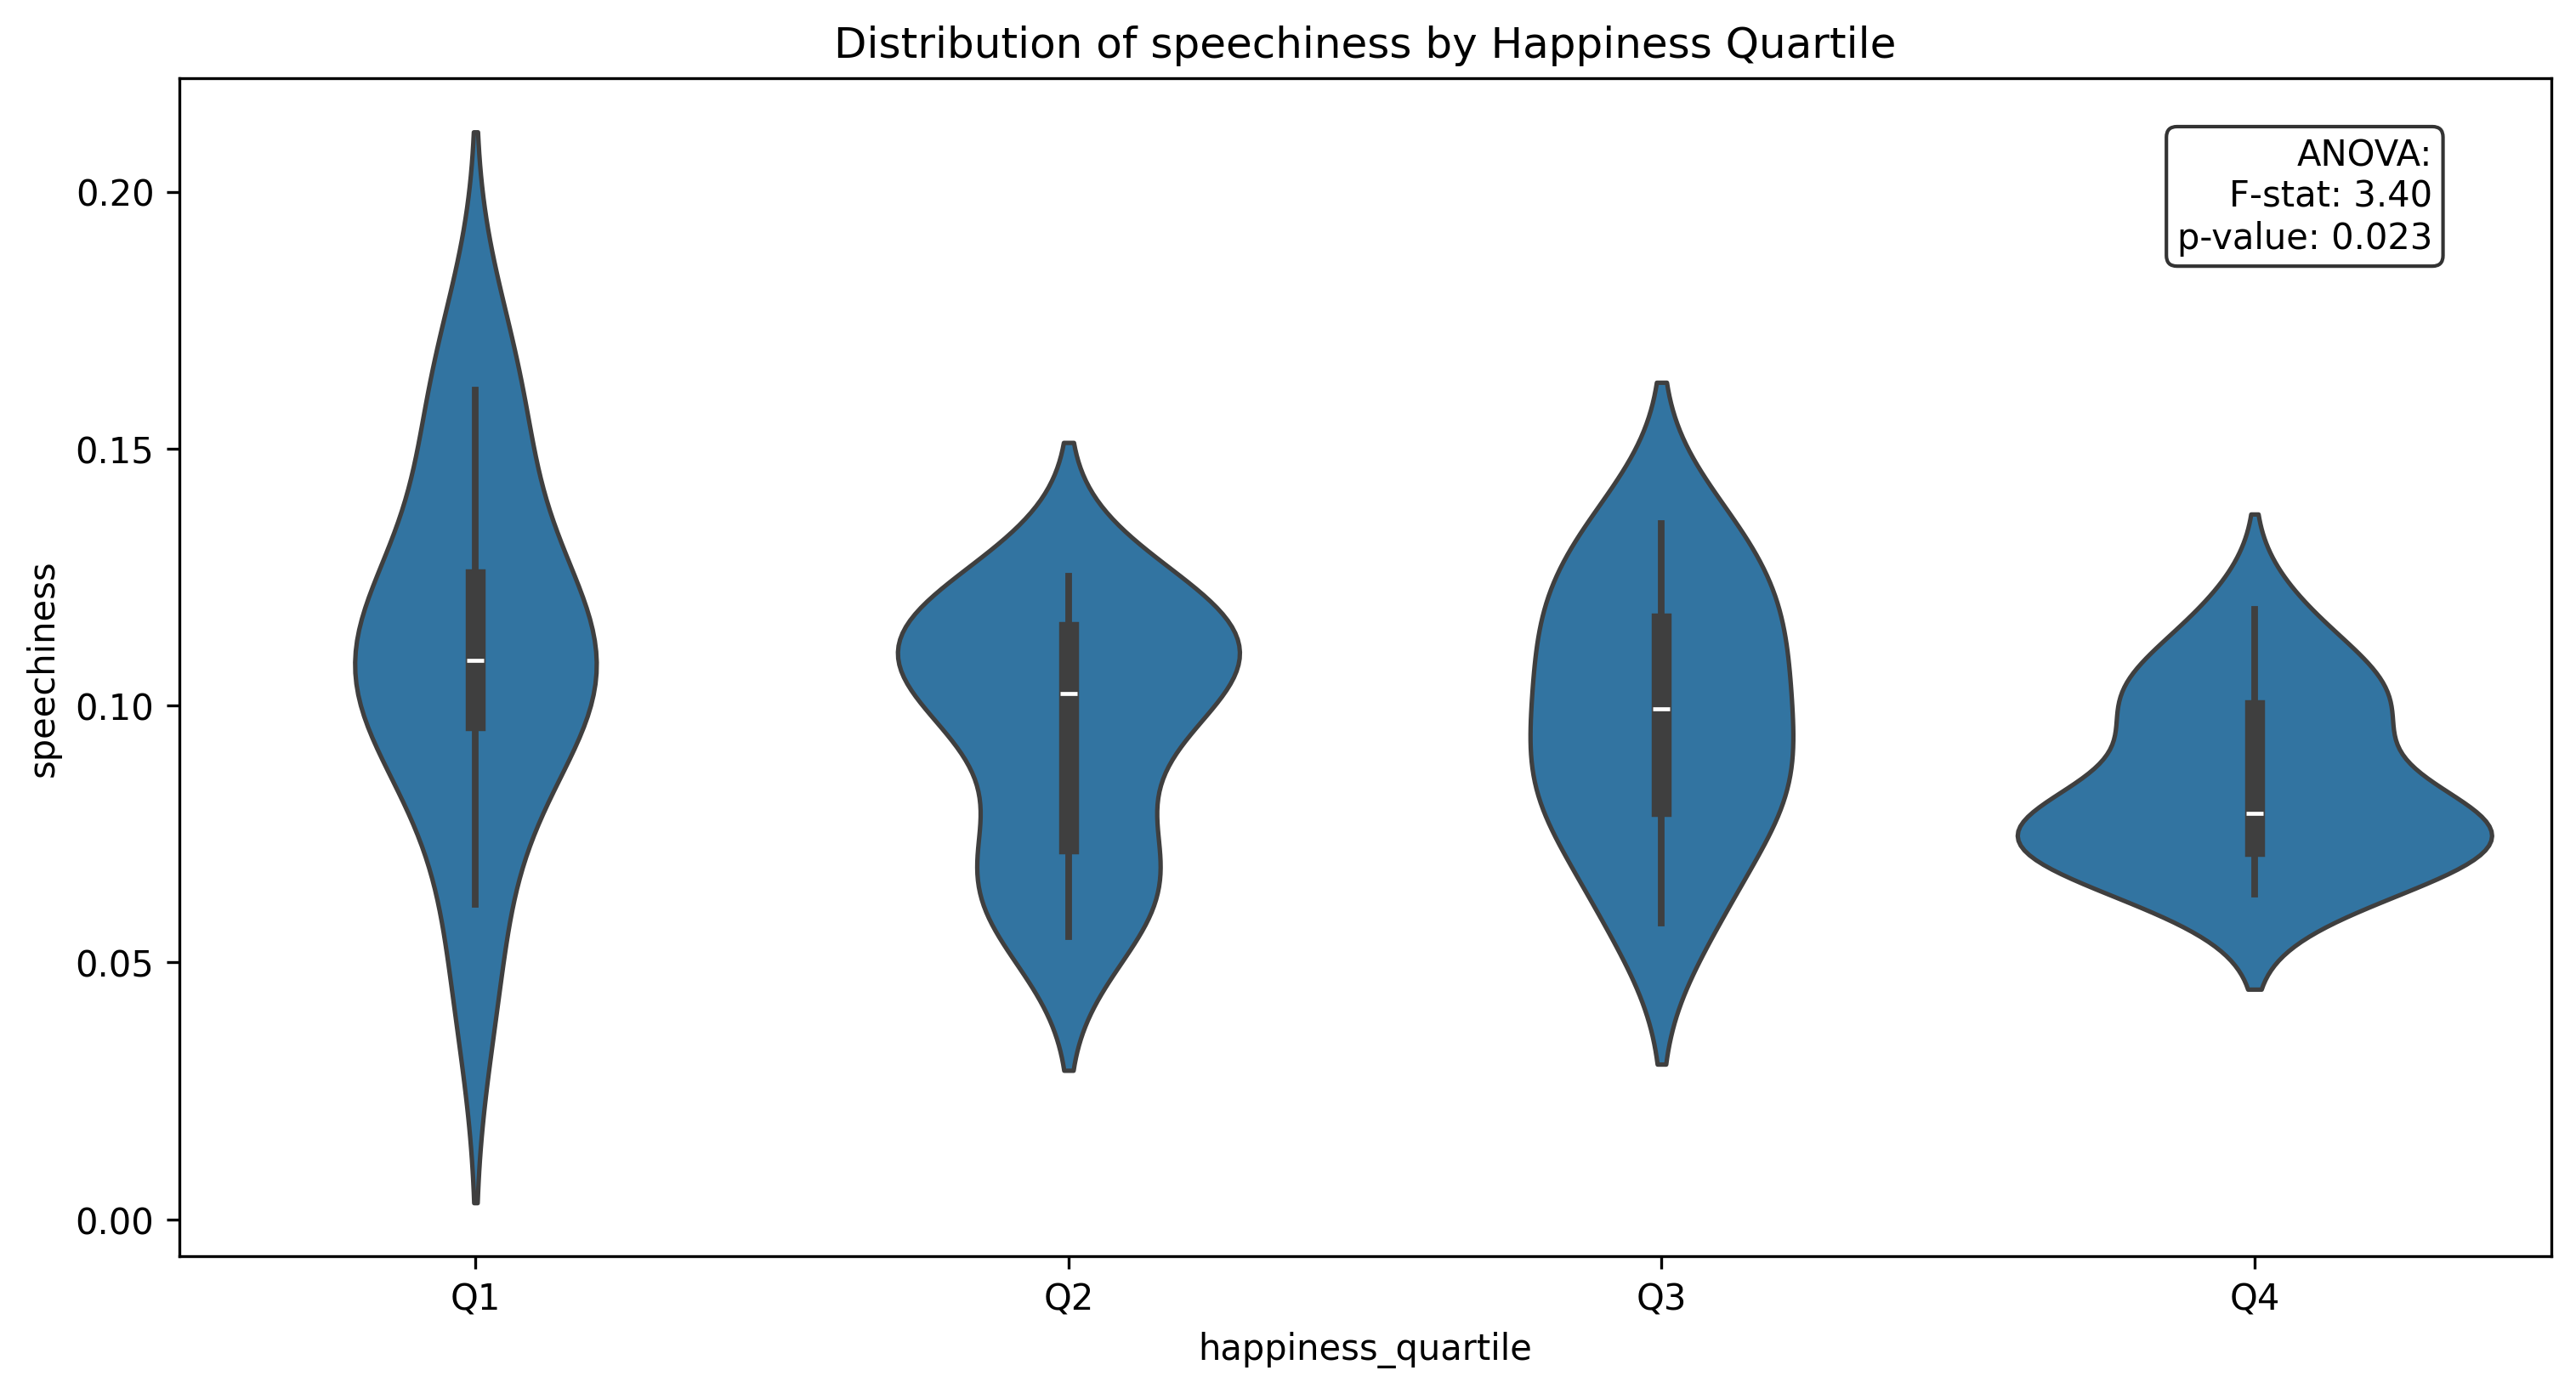 Distribution of speechiness by Happiness Quartile
ANOVA:
F-stat: 3.40
p-value: 0.023
speechiness
0.20
0.15
0.10
0.05
0.00
Q1 Q2 Q3 Q4
happiness_quartile